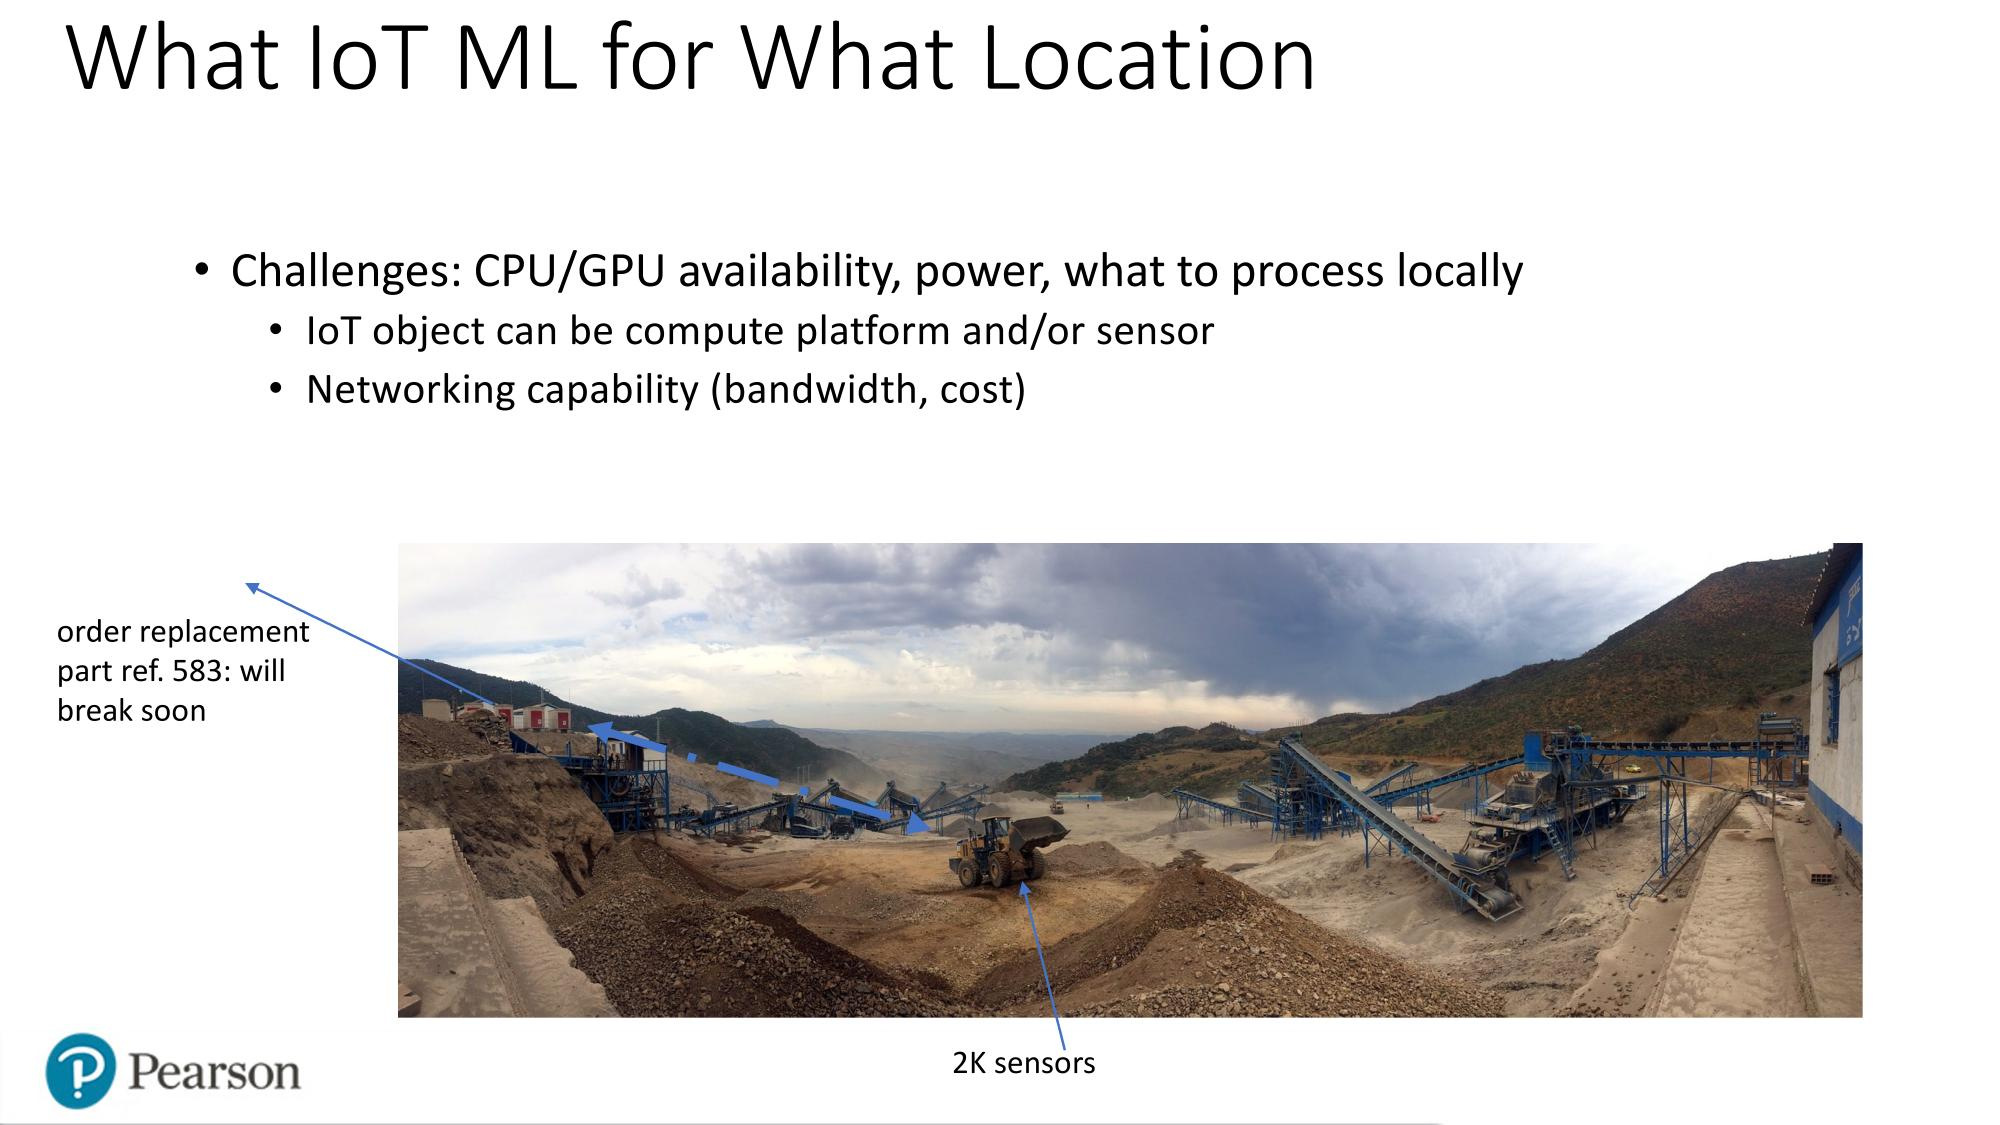 What IoT ML for What Location
• Challenges: CPU/GPU availability, power, what to process locally
• IoT object can be compute platform and/or sensor
• Networking capability (bandwidth, cost)
order replacement
part ref. 583: will
break soon
2K sensors
Pearson